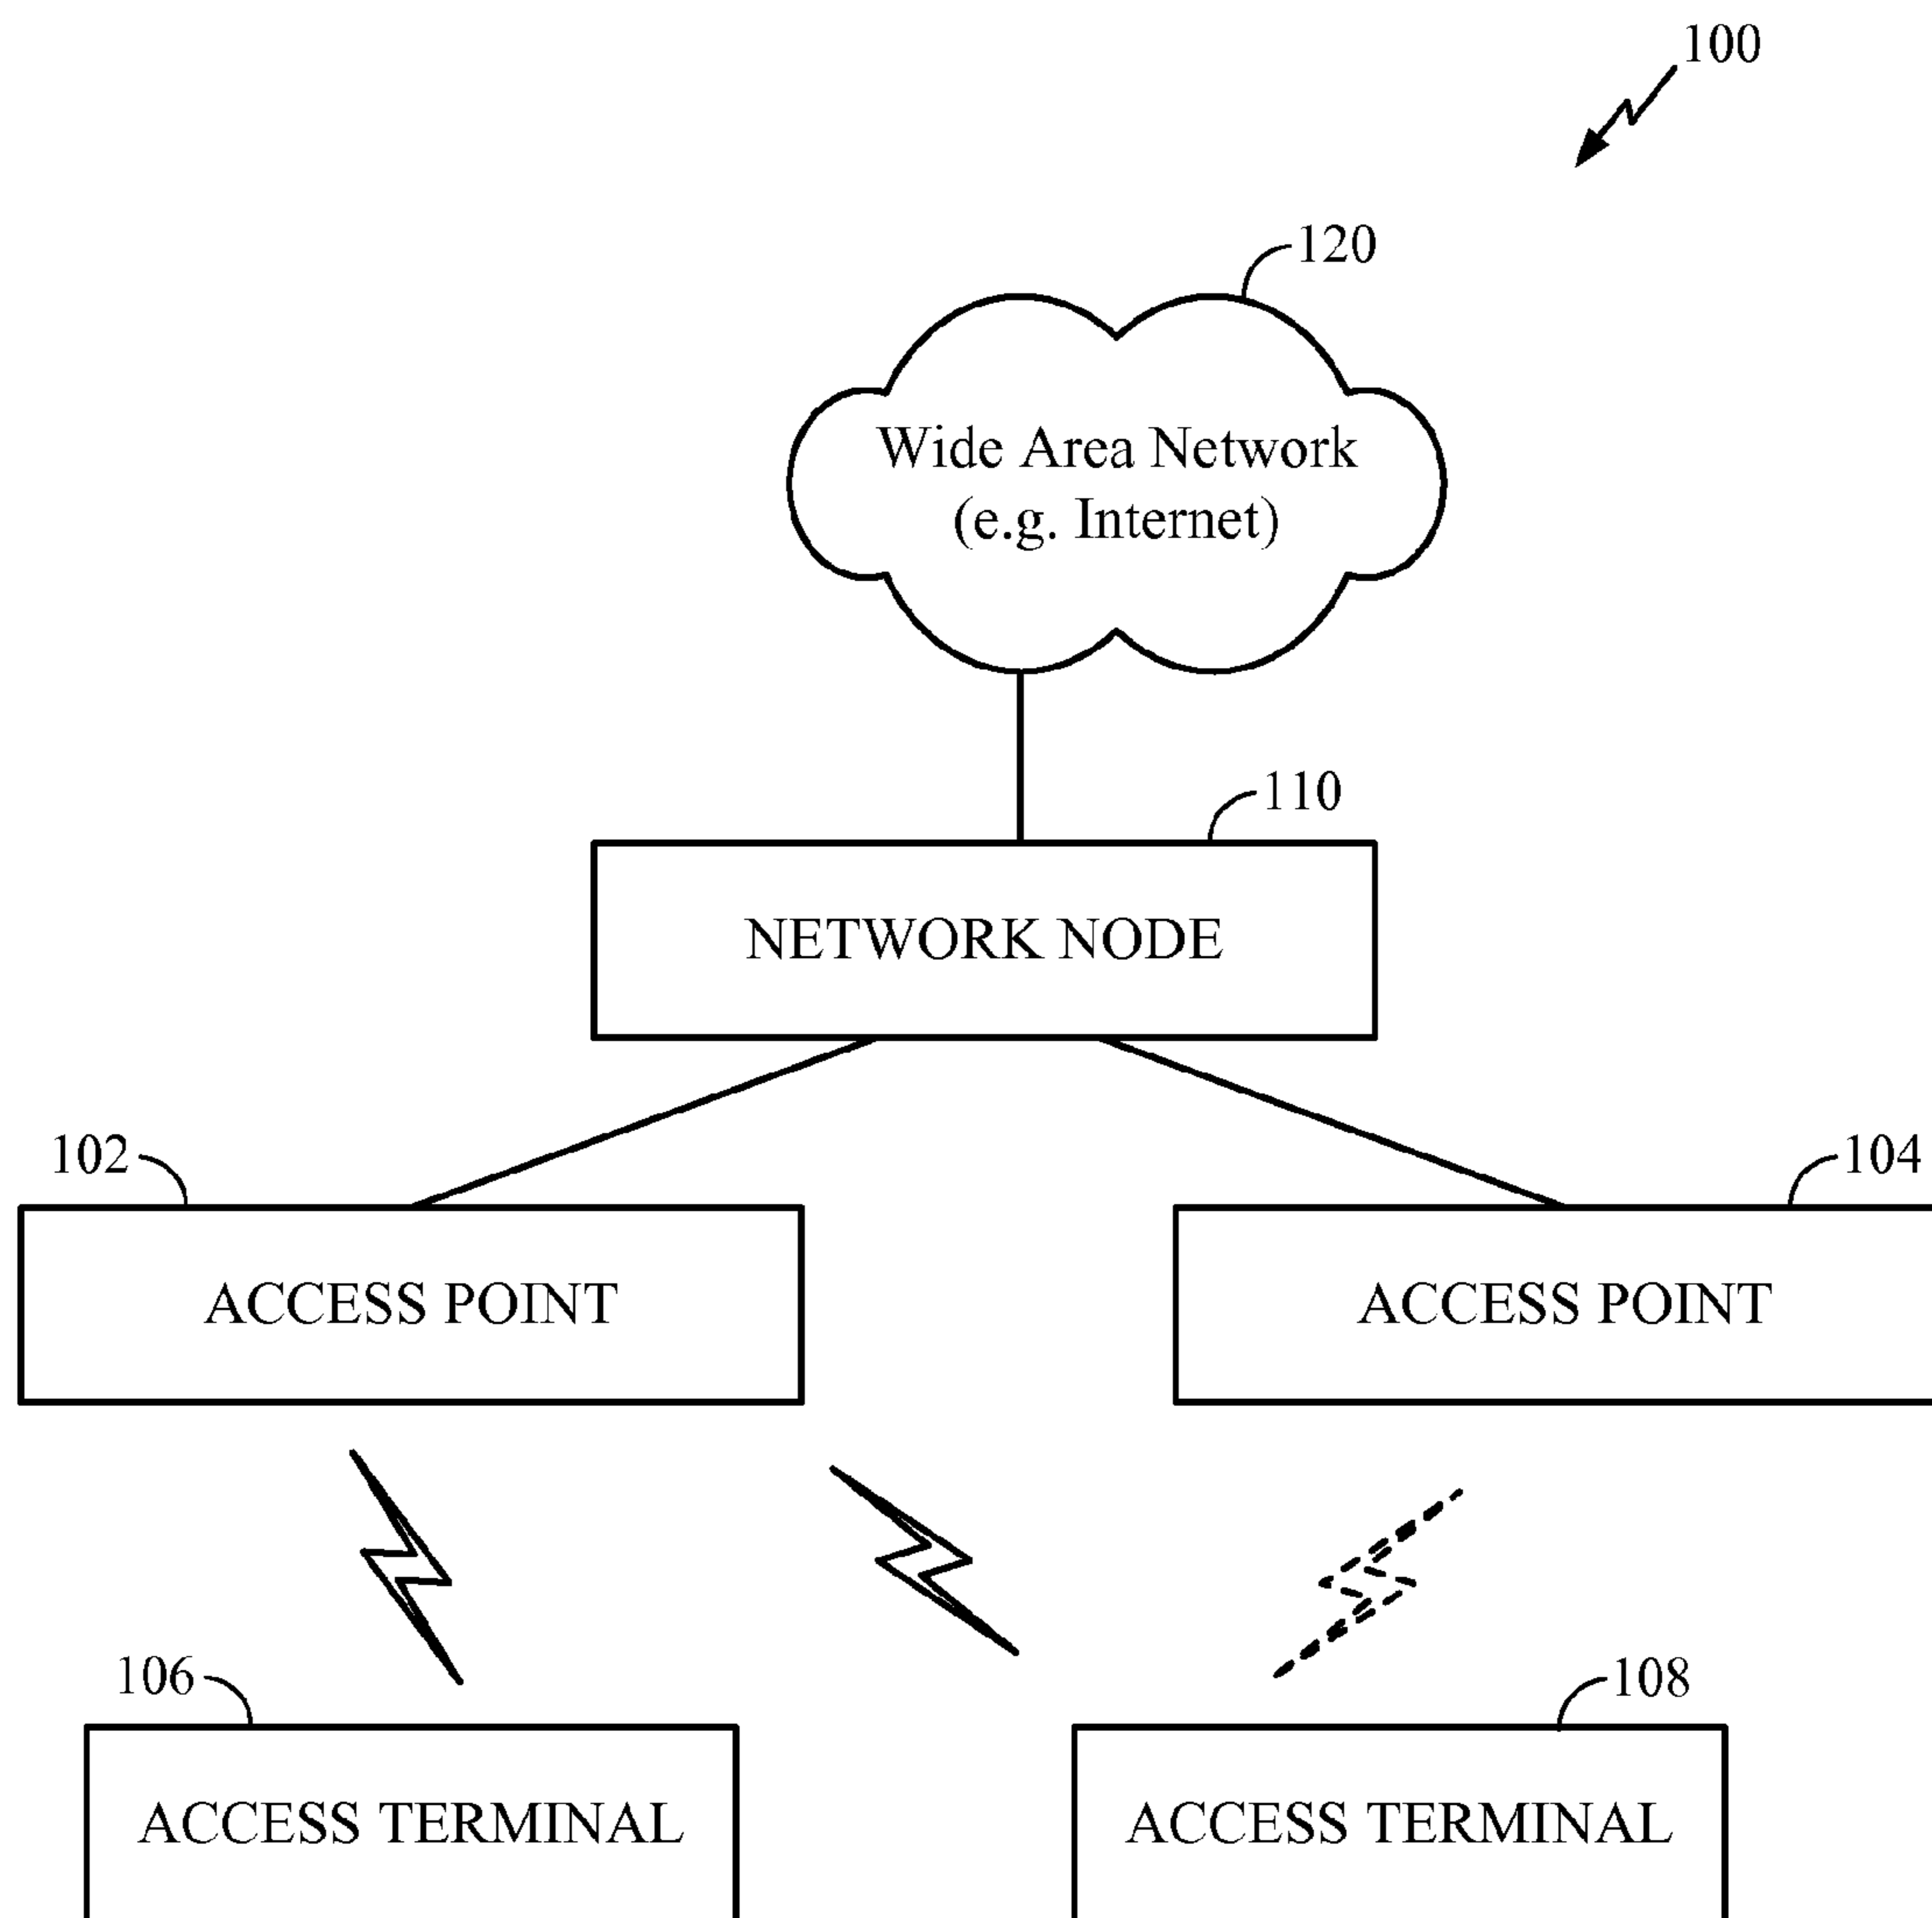 100
120
Wide Area Network
(e.g. Internet)
110
NETWORK NODE
102
104
ACCESS POINT
ACCESS POINT
106
108
ACCESS TERMINAL
ACCESS TERMINAL